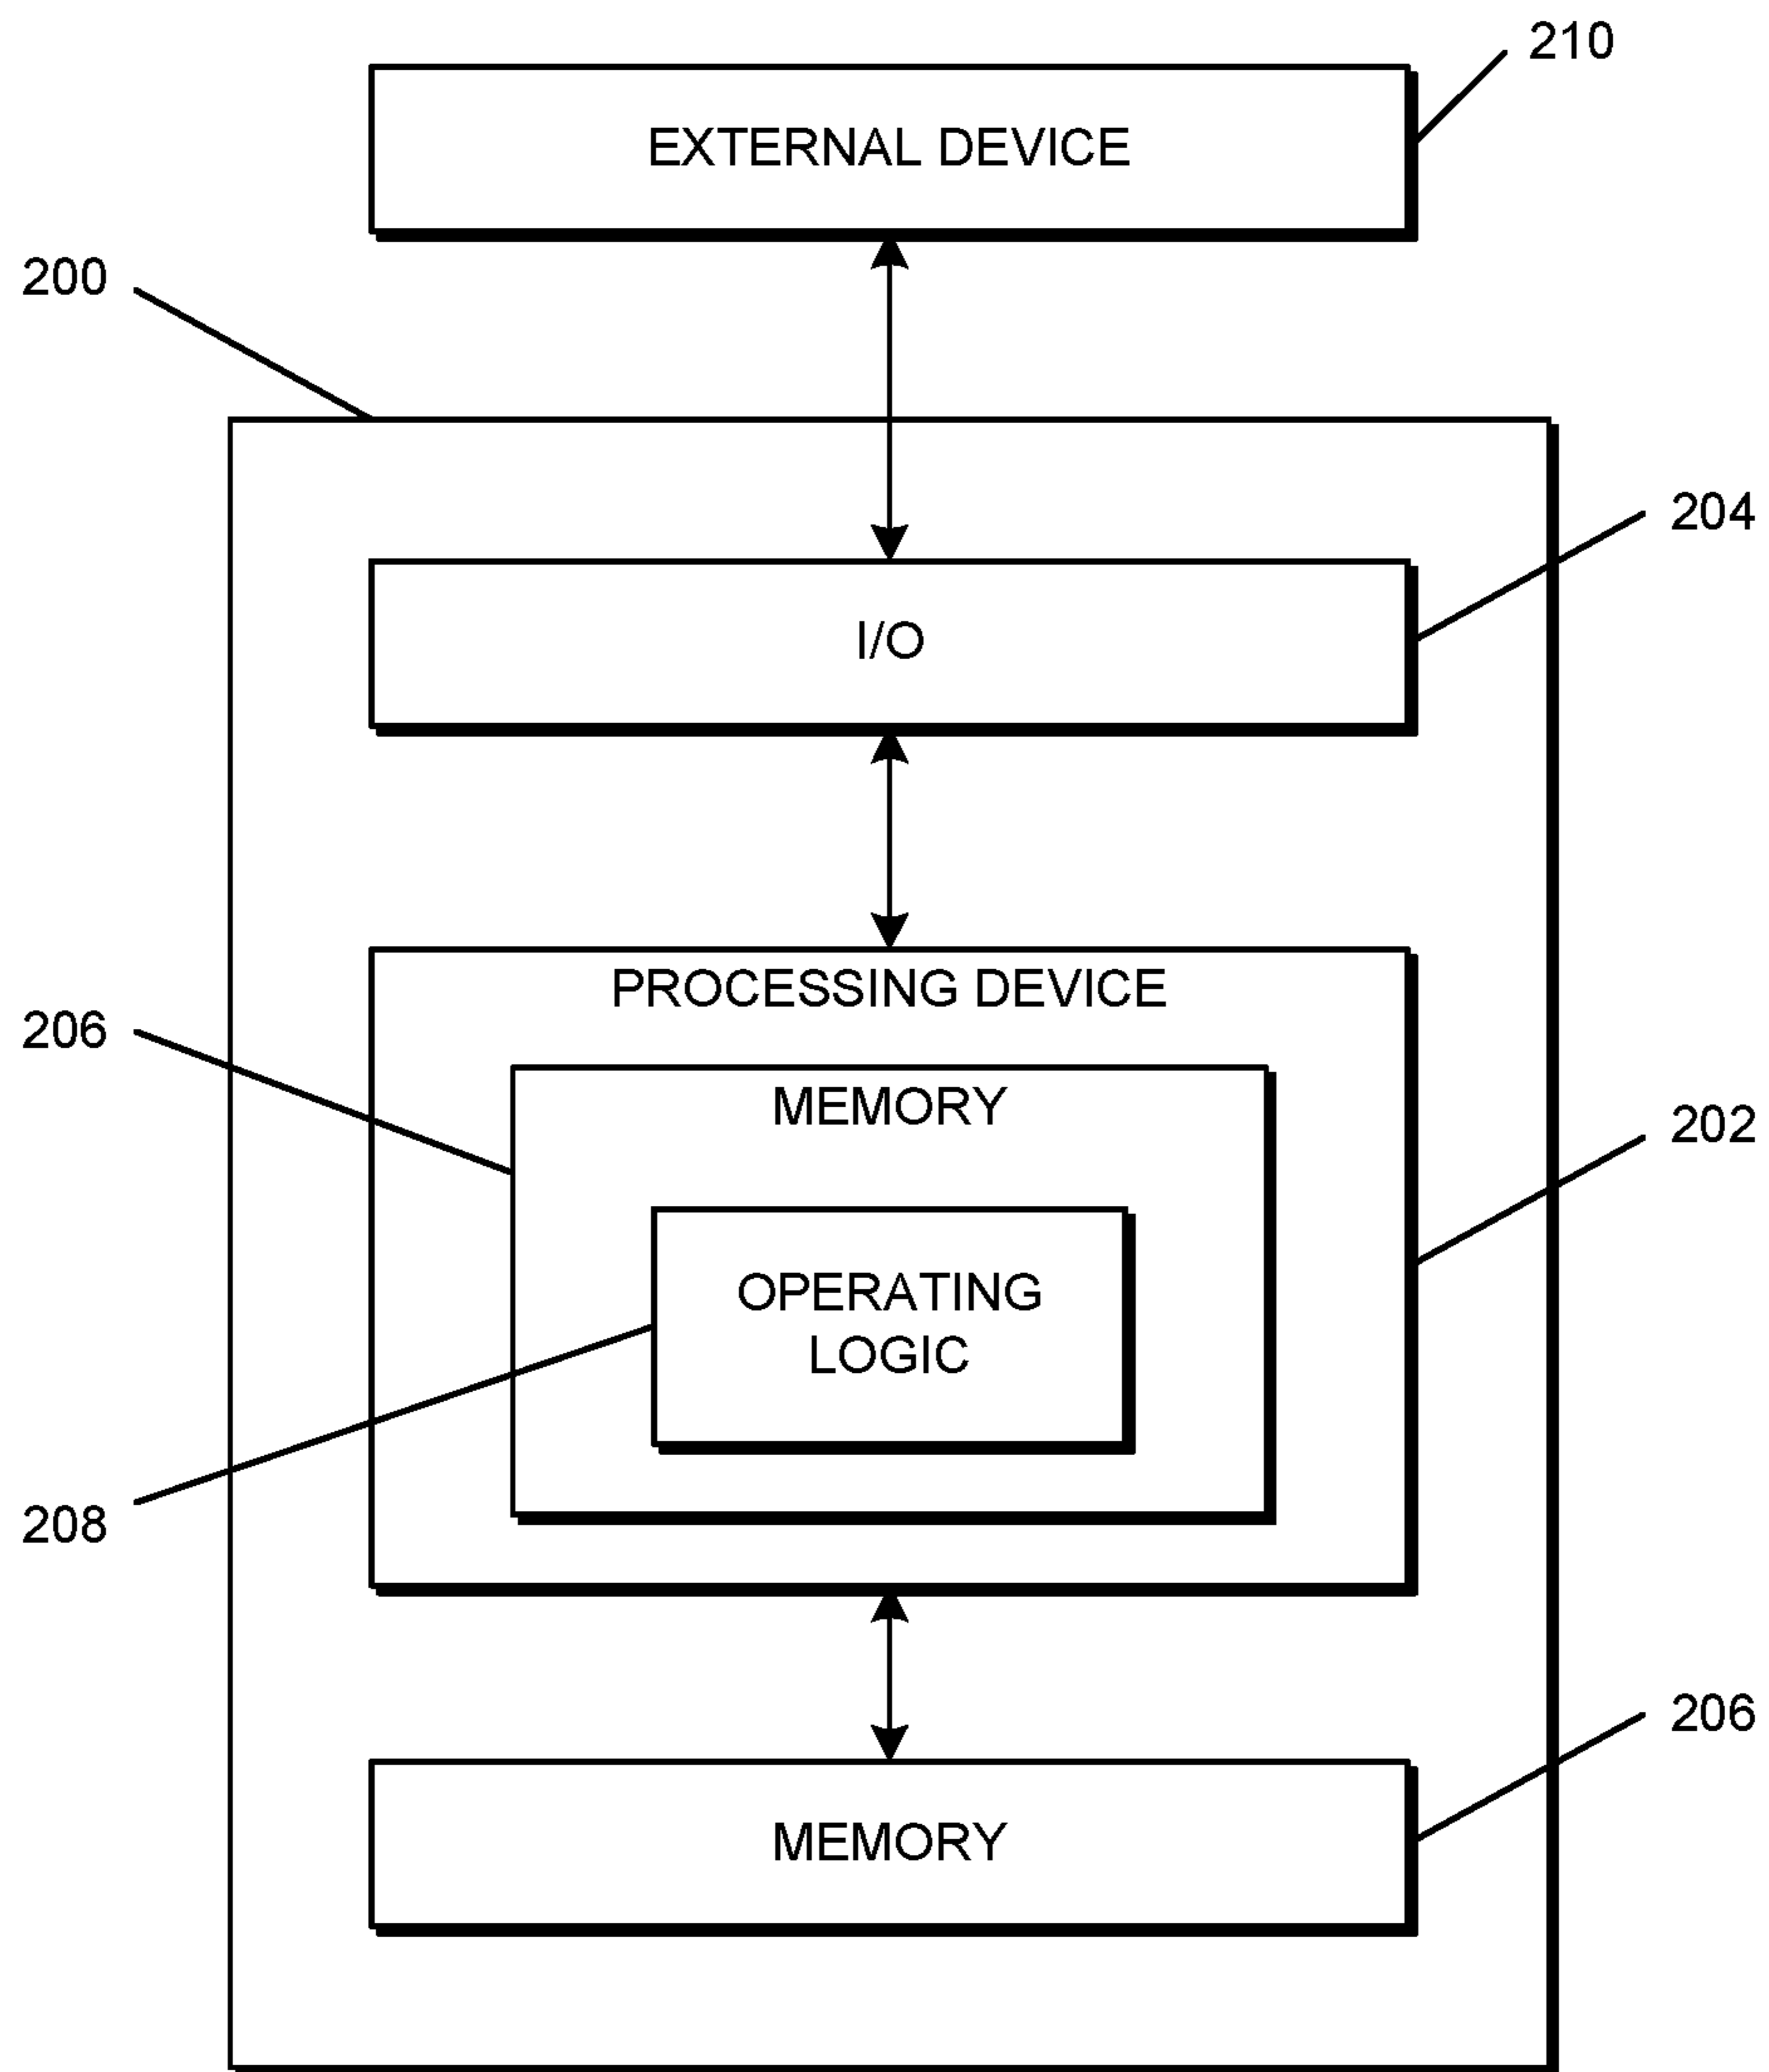 210
EXTERNAL DEVICE
200
204
I/O
PROCESSING DEVICE
206
MEMORY
202
OPERATING
LOGIC
208
206
MEMORY